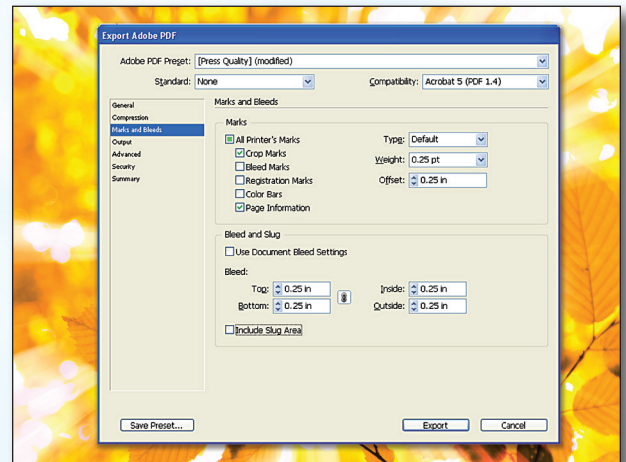 Export Adobe PDF
Adobe PDF Preset: [Press Quality] (modified)
Standard: None Compatibility: Acrobat 5 (PDF 1.4)
General
Compression
Marks and Bleeds
Output
Advanced
Security
Summary
Marks and Bleeds
Marks
All Printer's Marks
Crop Marks
Bleed Marks
Registration Marks
Color Bars
Page Information
Type: Default
Weight: 0.25 pt
Offset: 0.25 in
Bleed and Slug
Use Document Bleed Settings
Bleed:
Top: 0.25 in Inside: 0.25 in
Bottom: 0.25 in Outside: 0.25 in
Include Slug Area
Save Preset... Export Cancel